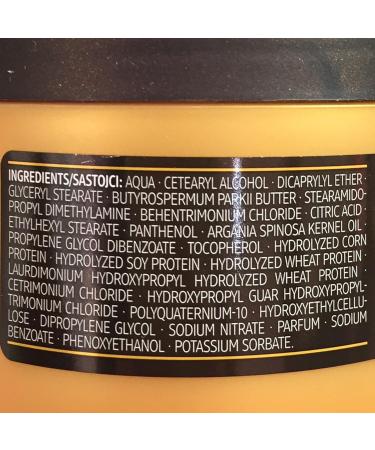 INGREDIENTS/SASTOJCI: AQUA · CETEARYL ALCOHOL · DICAPRYLYL ETHER ·
GLYCERYL STEARATE · BUTYROSPERMUM PARKII BUTTER · STEARAMIDO-
PROPYL DIMETHYLAMINE · BEHENTRIMONIUM CHLORIDE · CITRIC ACID ·
ETHYLHEXYL STEARATE · PANTHENOL · ARGANIA SPINOSA KERNEL OIL ·
PROPYLENE GLYCOL DIBENZOATE · TOCOPHEROL · HYDROLYZED CORN
PROTEIN · HYDROLYZED SOY PROTEIN · HYDROLYZED WHEAT PROTEIN ·
LAURDIMONIUM HYDROXYPROPYL HYDROLYZED WHEAT PROTEIN ·
CETRIMONIUM CHLORIDE · HYDROXYPROPYL GUAR HYDROXYPROPYL-
TRIMONIUM CHLORIDE · POLYQUATERNIUM-10 · HYDROXYETHYLCELLU-
LOSE · DIPROPYLENE GLYCOL · SODIUM NITRATE · PARFUM · SODIUM
BENZOATE · PHENOXYETHANOL · POTASSIUM SORBATE.